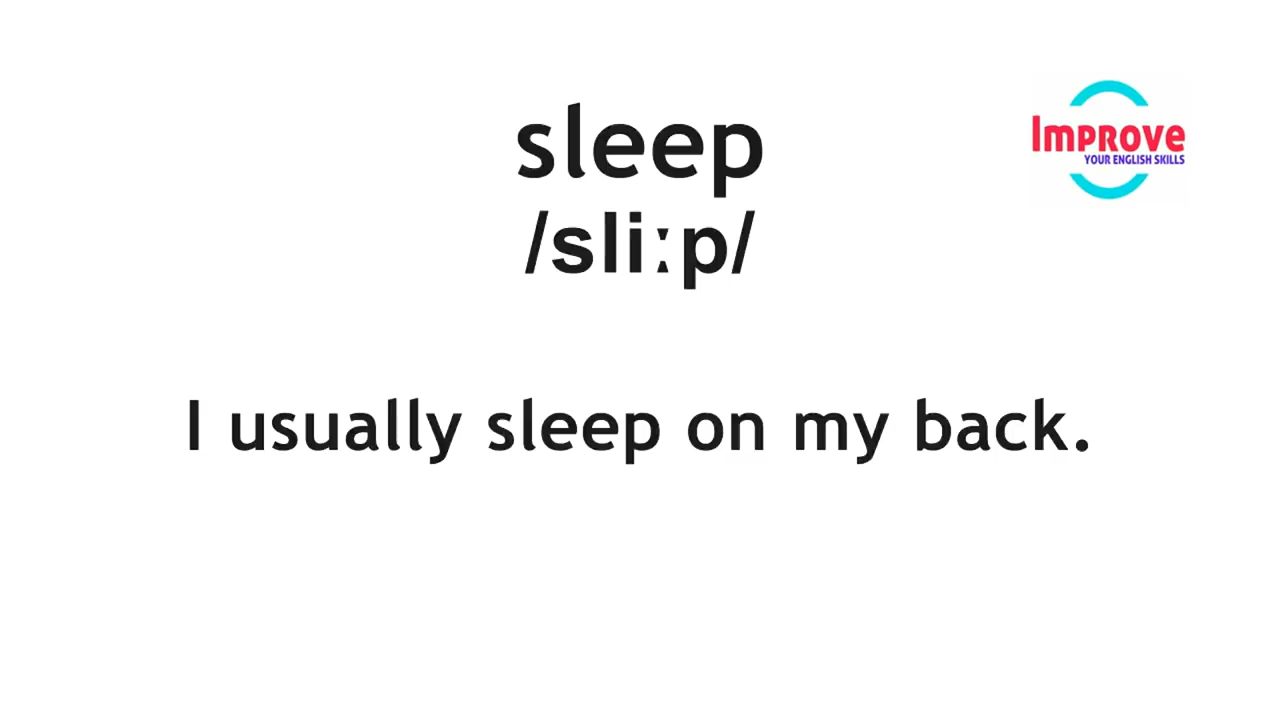 sleep
/sliːp/
Improve
YOUR ENGLISH SKILLS
I usually sleep on my back.